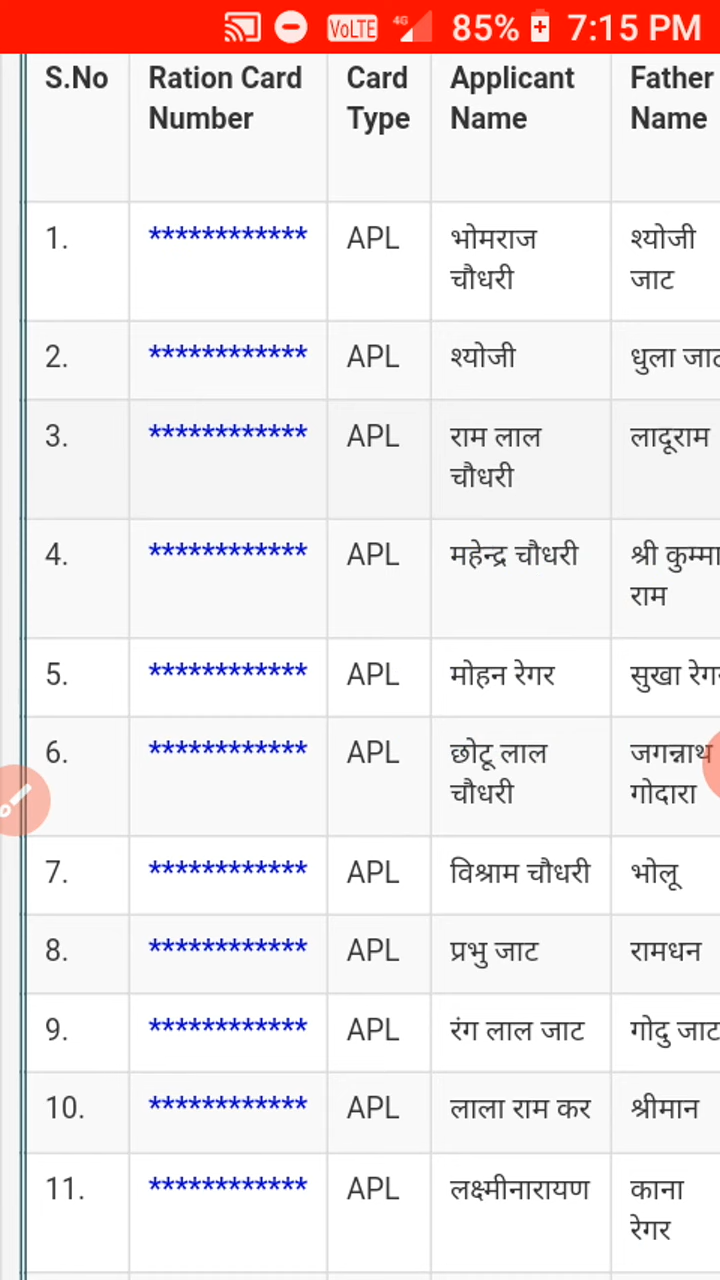 VoLTE 4G 85% 7:15 PM
S.No Ration Card Card Applicant Father
Number Type Name Name
1. ************ APL भोमराज श्योजी
चौधरी जाट
2. ************ APL श्योजी धुला जाट
3. ************ APL राम लाल लादूराम
चौधरी
4. ************ APL महेन्द्र चौधरी श्री कुम्मा
राम
5. ************ APL मोहन रेगर सुखा रेगर
6. ************ APL छोटू लाल जगन्नाथ
चौधरी गोदारा
7. ************ APL विश्राम चौधरी भोलू
8. ************ APL प्रभु जाट रामधन
9. ************ APL रंग लाल जाट गोदु जाट
10. ************ APL लाला राम कर श्रीमान
11. ************ APL लक्ष्मीनारायण काना
रेगर